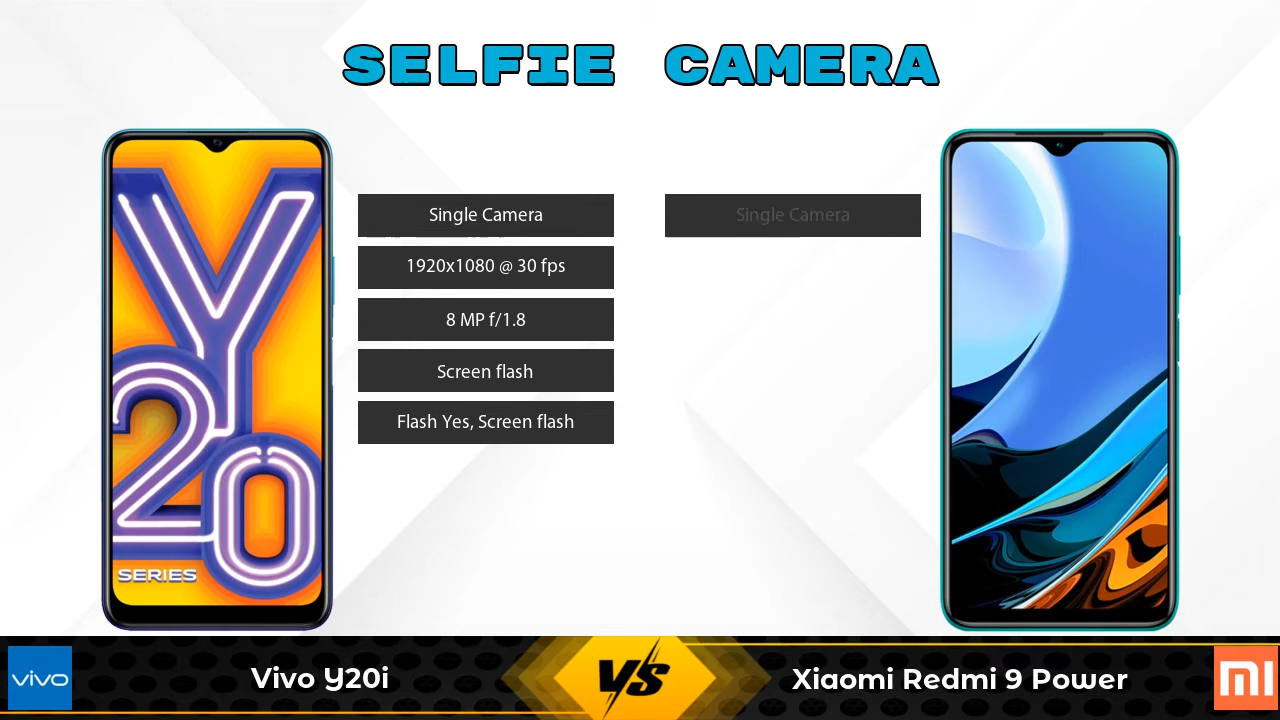 SELFIE CAMERA
Single Camera
Single Camera
1920x1080 @ 30 fps
8 MP f/1.8
Screen flash
Flash Yes, Screen flash
Y
20
SERIES
vivo
Vivo Y20i
VS
Xiaomi Redmi 9 Power
mi